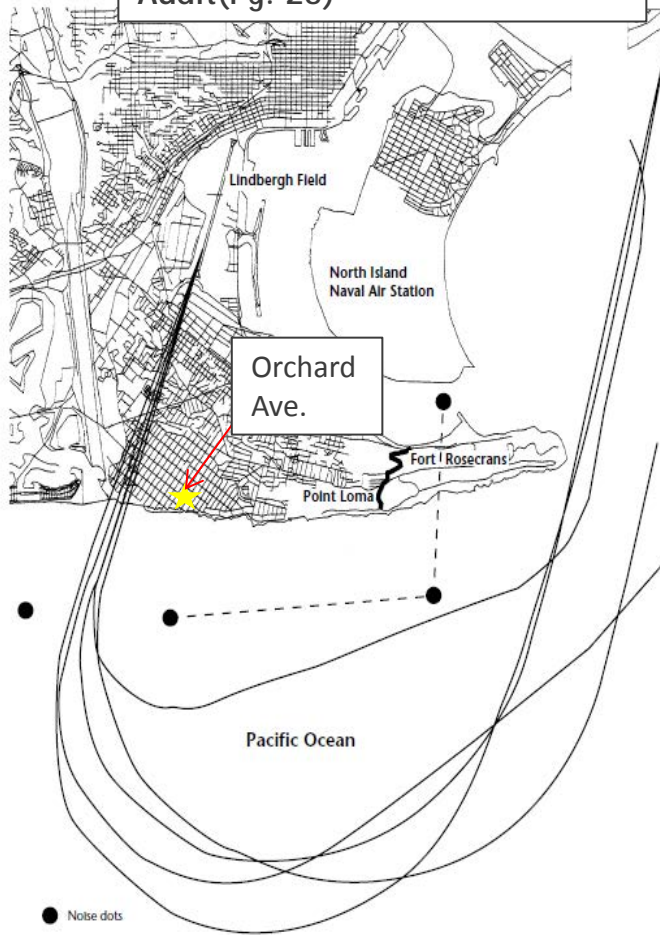 Audit(Pg. 28)
Lindbergh Field
North Island
Naval Air Station
Orchard
Ave.
Fort Rosecrans
Point Loma
Pacific Ocean
Noise dots